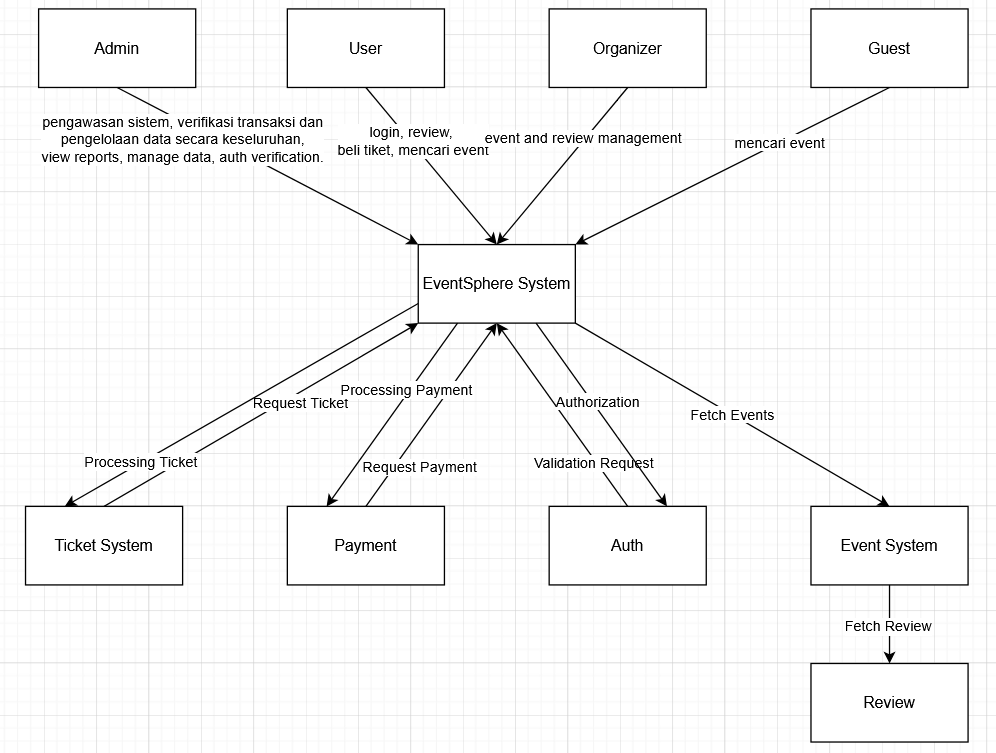 Admin
User
Organizer
Guest
pengawasan sistem, verifikasi transaksi dan
pengelolaan data secara keseluruhan,
view reports, manage data, auth verification.
login, review,
beli tiket, mencari event
event and review management
mencari event
EventSphere System
Request Ticket
Processing Payment
Authorization
Fetch Events
Processing Ticket
Request Payment
Validation Request
Ticket System
Payment
Auth
Event System
Fetch Review
Review